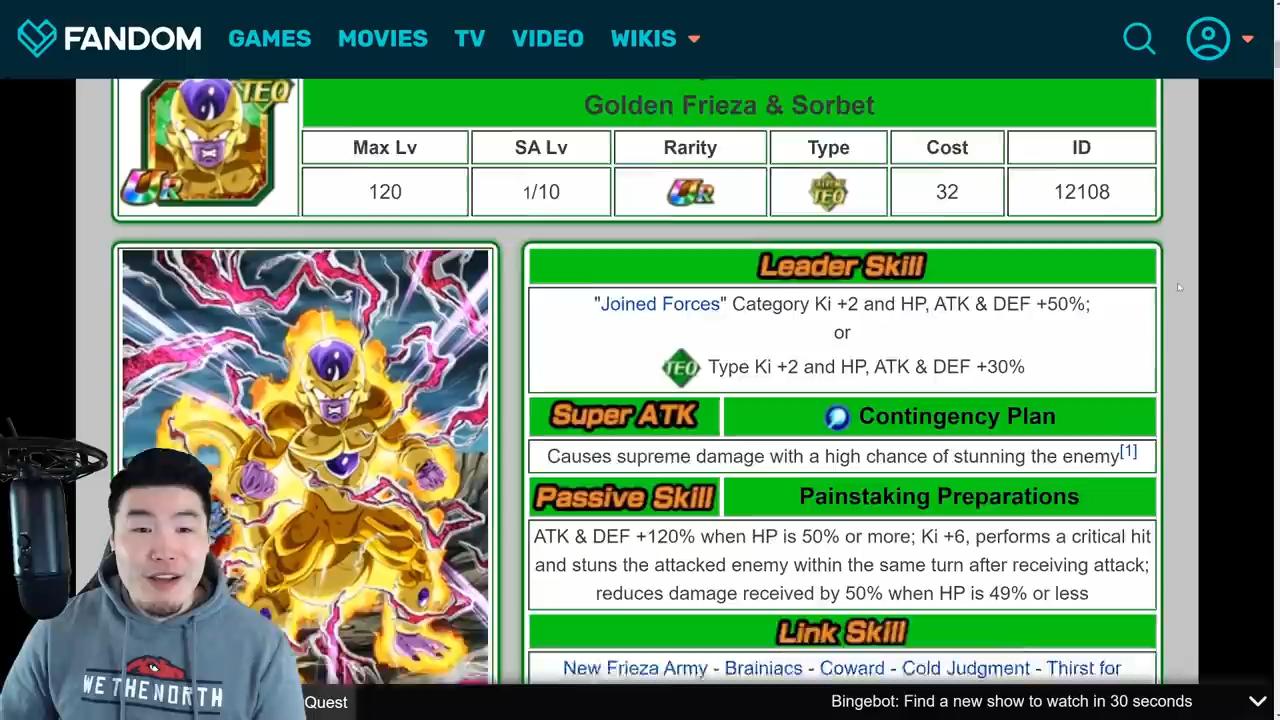 FANDOM GAMES MOVIES TV VIDEO WIKIS
TEQ
Golden Frieza & Sorbet
Max Lv SA Lv Rarity Type Cost ID
UR 120 1/10 UR TEQ 32 12108
Leader Skill
"Joined Forces" Category Ki +2 and HP, ATK & DEF +50%;
or
TEQ Type Ki +2 and HP, ATK & DEF +30%
Super ATK Contingency Plan
Causes supreme damage with a high chance of stunning the enemy[1]
Passive Skill Painstaking Preparations
ATK & DEF +120% when HP is 50% or more; Ki +6, performs a critical hit
and stuns the attacked enemy within the same turn after receiving attack;
reduces damage received by 50% when HP is 49% or less
Link Skill
New Frieza Army - Brainiacs - Coward - Cold Judgment - Thirst for
WE THE NORTH
Quest
Bingebot: Find a new show to watch in 30 seconds